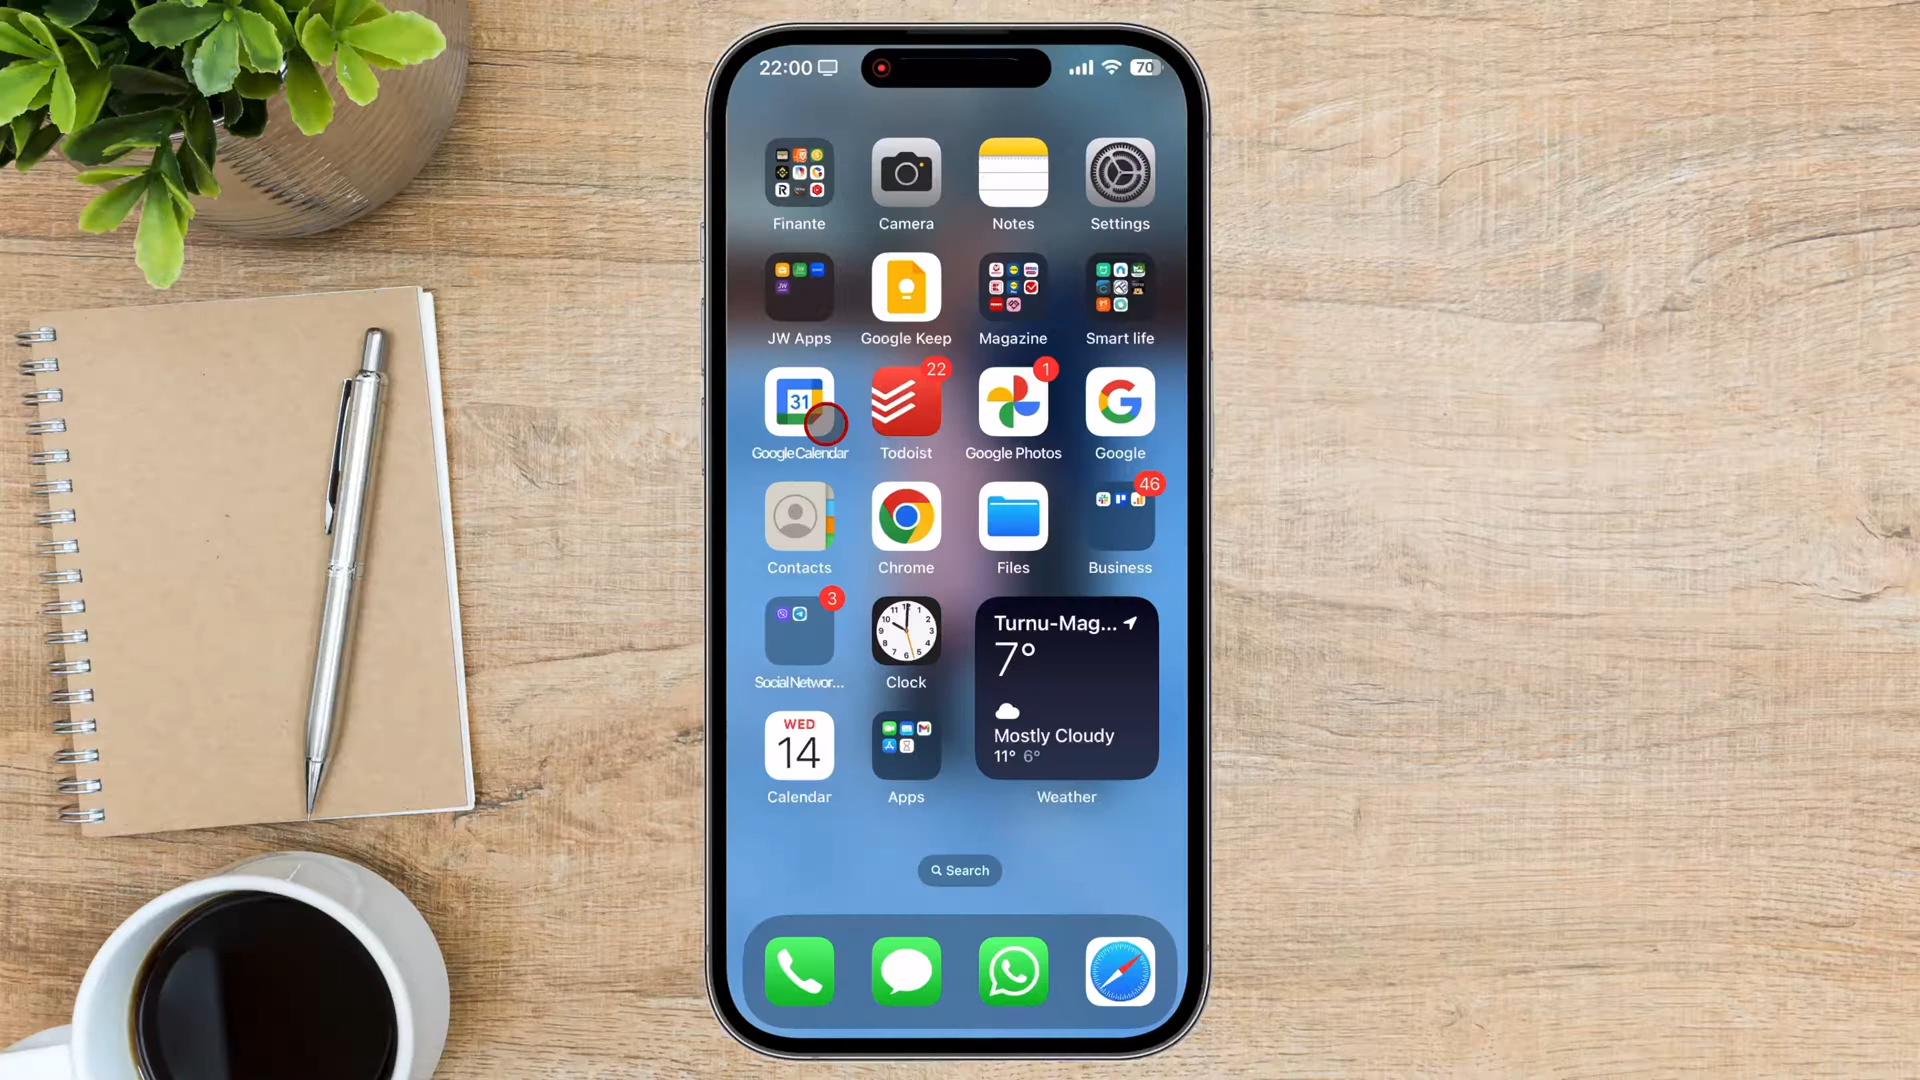 22:00
70
Finante
Camera
Notes
Settings
JW Apps
Google Keep
Magazine
Smart life
31
22
1
Google Calendar
Todoist
Google Photos
Google
46
Contacts
Chrome
Files
Business
3
Social Networ...
Clock
Turnu-Mag...
7°
Mostly Cloudy
11° 6°
WED
14
Calendar
Apps
Weather
Search